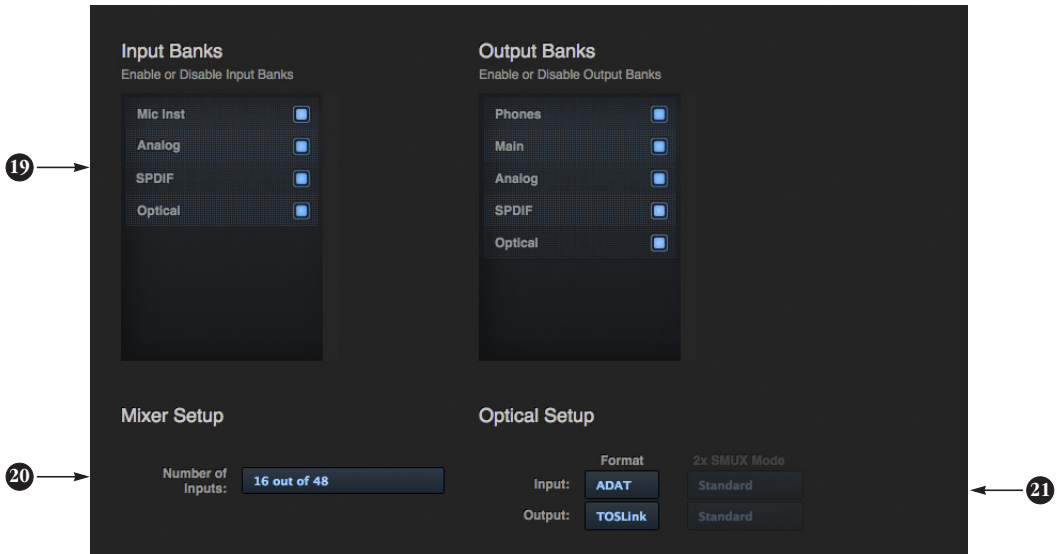 Input Banks
Enable or Disable Input Banks
Mic Inst
Analog
SPDIF
Optical
Output Banks
Enable or Disable Output Banks
Phones
Main
Analog
SPDIF
Optical
19
Mixer Setup
Number of
Inputs:
16 out of 48
20
Optical Setup
Format 2x SMUX Mode
Input: ADAT Standard
Output: TOSLink Standard
21